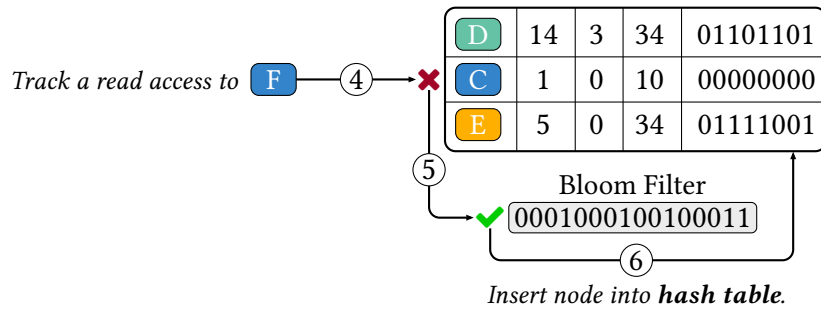 D 14 3 34 01101101
Track a read access to F ④ C 1 0 10 00000000
E 5 0 34 01111001
⑤
Bloom Filter
0001000100100011
⑥
Insert node into hash table.